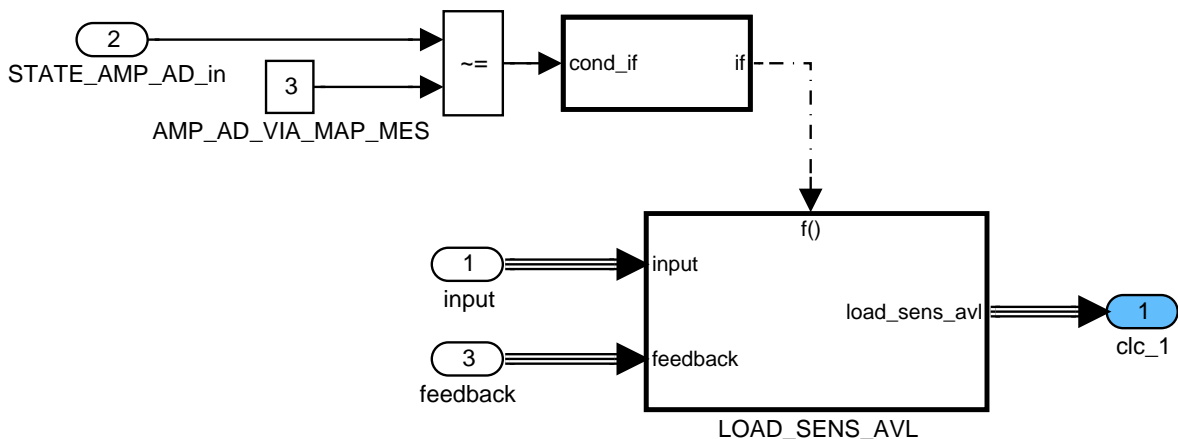 2
STATE_AMP_AD_in
3
AMP_AD_VIA_MAP_MES
~=
cond_if
if
f()
1
input
input
load_sens_avl
1
clc_1
3
feedback
feedback
LOAD_SENS_AVL